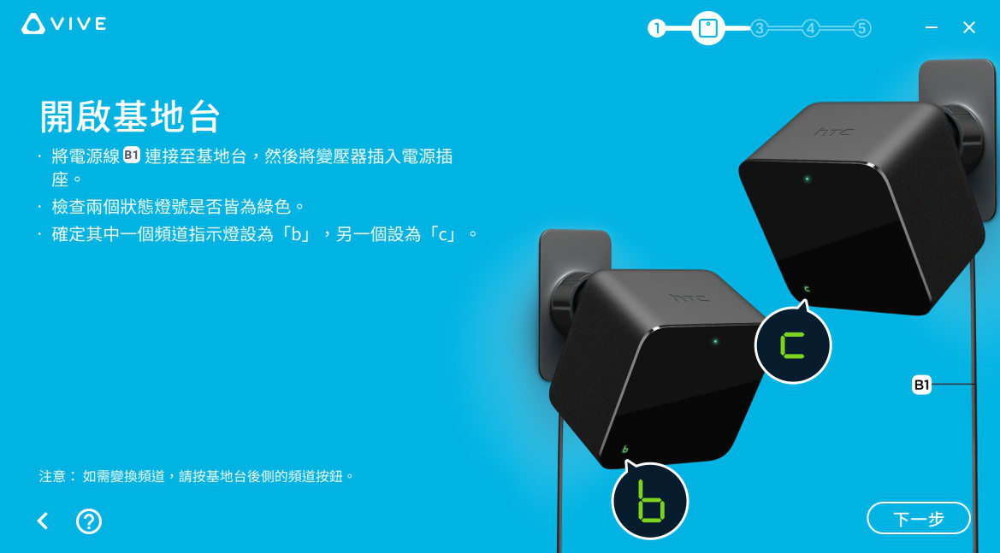 VIVE
1 3 4 5
開啟基地台
· 將電源線 B1 連接至基地台，然後將變壓器插入電源插
座。
· 檢查兩個狀態燈號是否皆為綠色。
· 確定其中一個頻道指示燈設為「b」，另一個設為「c」。
hTC
c
c
B1
hTC
b
b
注意： 如需變換頻道，請按基地台後側的頻道按鈕。
?
下一步